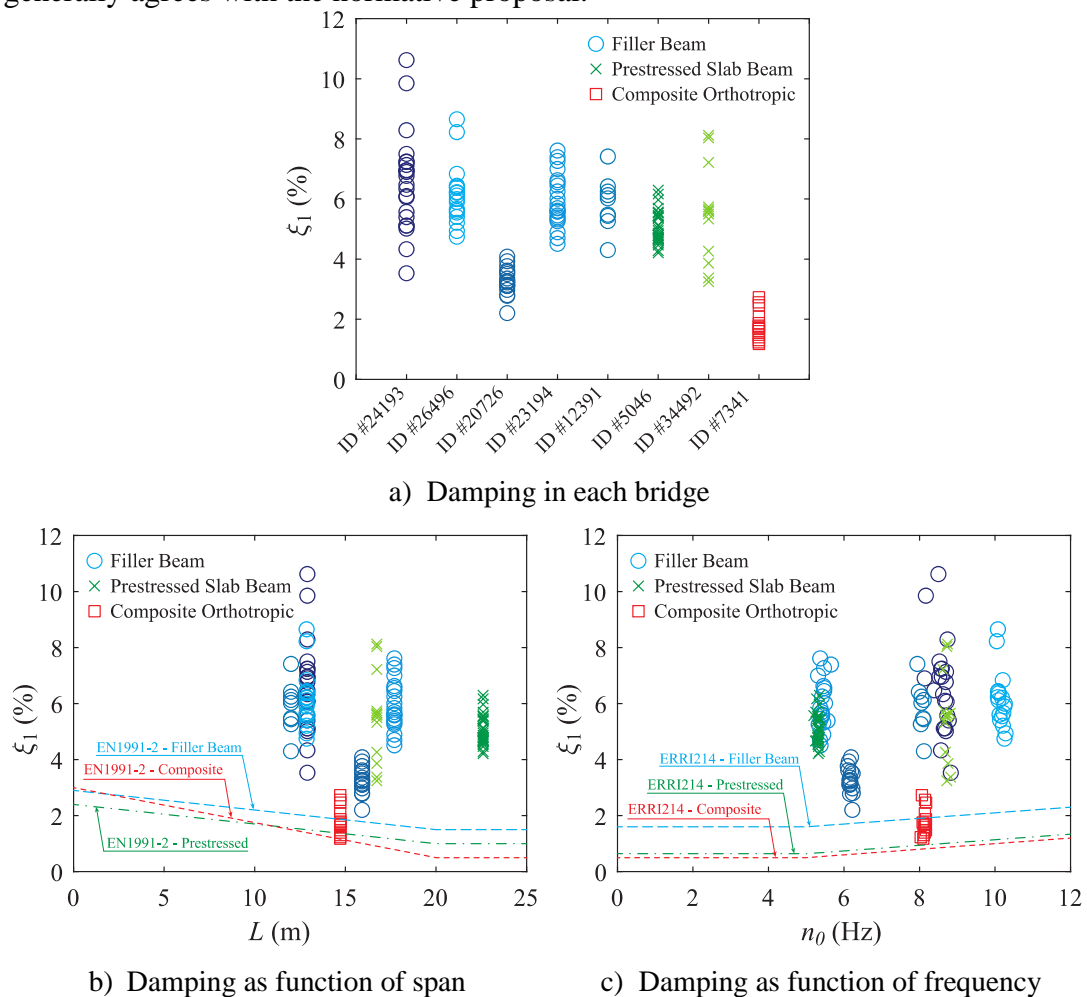 generally agrees with the normative proposal.
12
10
8
6
4
2
0
ξ1 (%)
Filler Beam
Prestressed Slab Beam
Composite Orthotropic
ID #24193
ID #26496
ID #20726
ID #23194
ID #12391
ID #5046
ID #34492
ID #7341
a) Damping in each bridge
12
10
8
6
4
2
0
ξ1 (%)
Filler Beam
Prestressed Slab Beam
Composite Orthotropic
EN1991-2 - Filler Beam
EN1991-2 - Composite
EN1991-2 - Prestressed
0 5 10 15 20 25
L (m)
b) Damping as function of span
12
10
8
6
4
2
0
ξ1 (%)
Filler Beam
Prestressed Slab Beam
Composite Orthotropic
ERRI214 - Filler Beam
ERRI214 - Prestressed
ERRI214 - Composite
0 2 4 6 8 10 12
n0 (Hz)
c) Damping as function of frequency